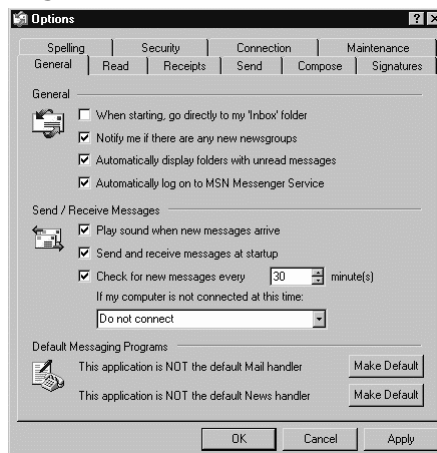 Options
Spelling Security Connection Maintenance
General Read Receipts Send Compose Signatures
General
When starting, go directly to my 'Inbox' folder
Notify me if there are any new newsgroups
Automatically display folders with unread messages
Automatically log on to MSN Messenger Service
Send / Receive Messages
Play sound when new messages arrive
Send and receive messages at startup
Check for new messages every 30 minute(s)
If my computer is not connected at this time:
Do not connect
Default Messaging Programs
This application is NOT the default Mail handler Make Default
This application is NOT the default News handler Make Default
OK Cancel Apply